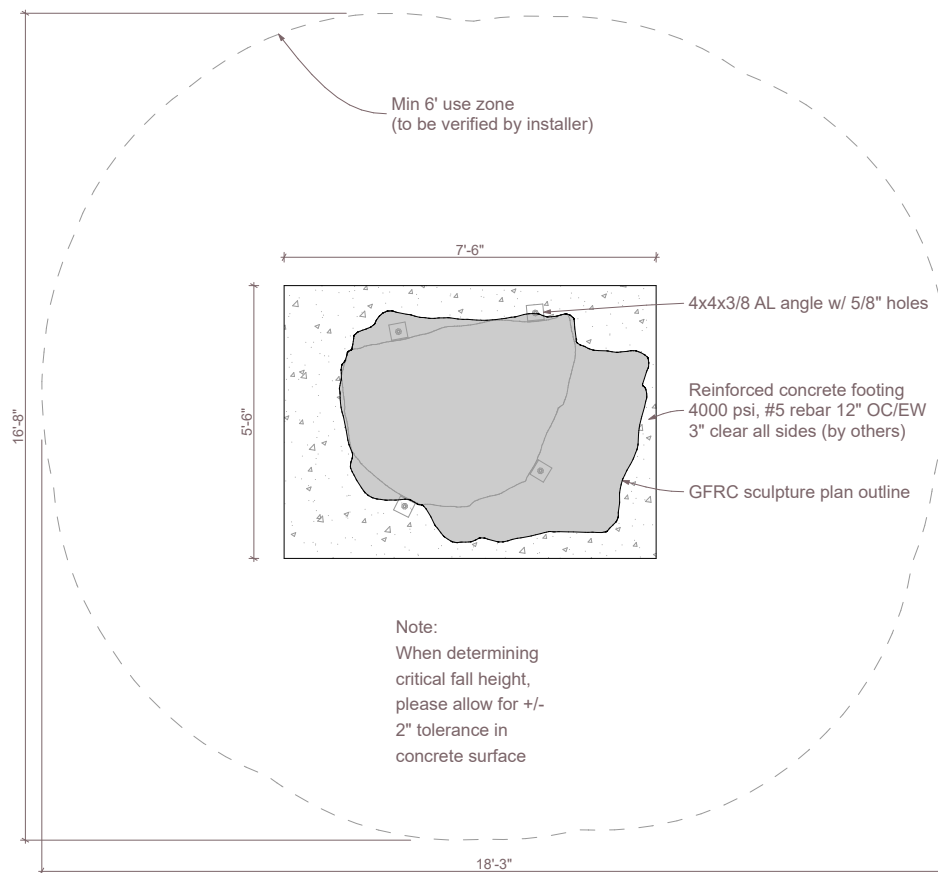 Min 6' use zone
(to be verified by installer)
7'-6"
4x4x3/8 AL angle w/ 5/8" holes
Reinforced concrete footing
4000 psi, #5 rebar 12" OC/EW
3" clear all sides (by others)
5'-6"
16'-8"
GFRC sculpture plan outline
Note:
When determining
critical fall height,
please allow for +/-
2" tolerance in
concrete surface
18'-3"